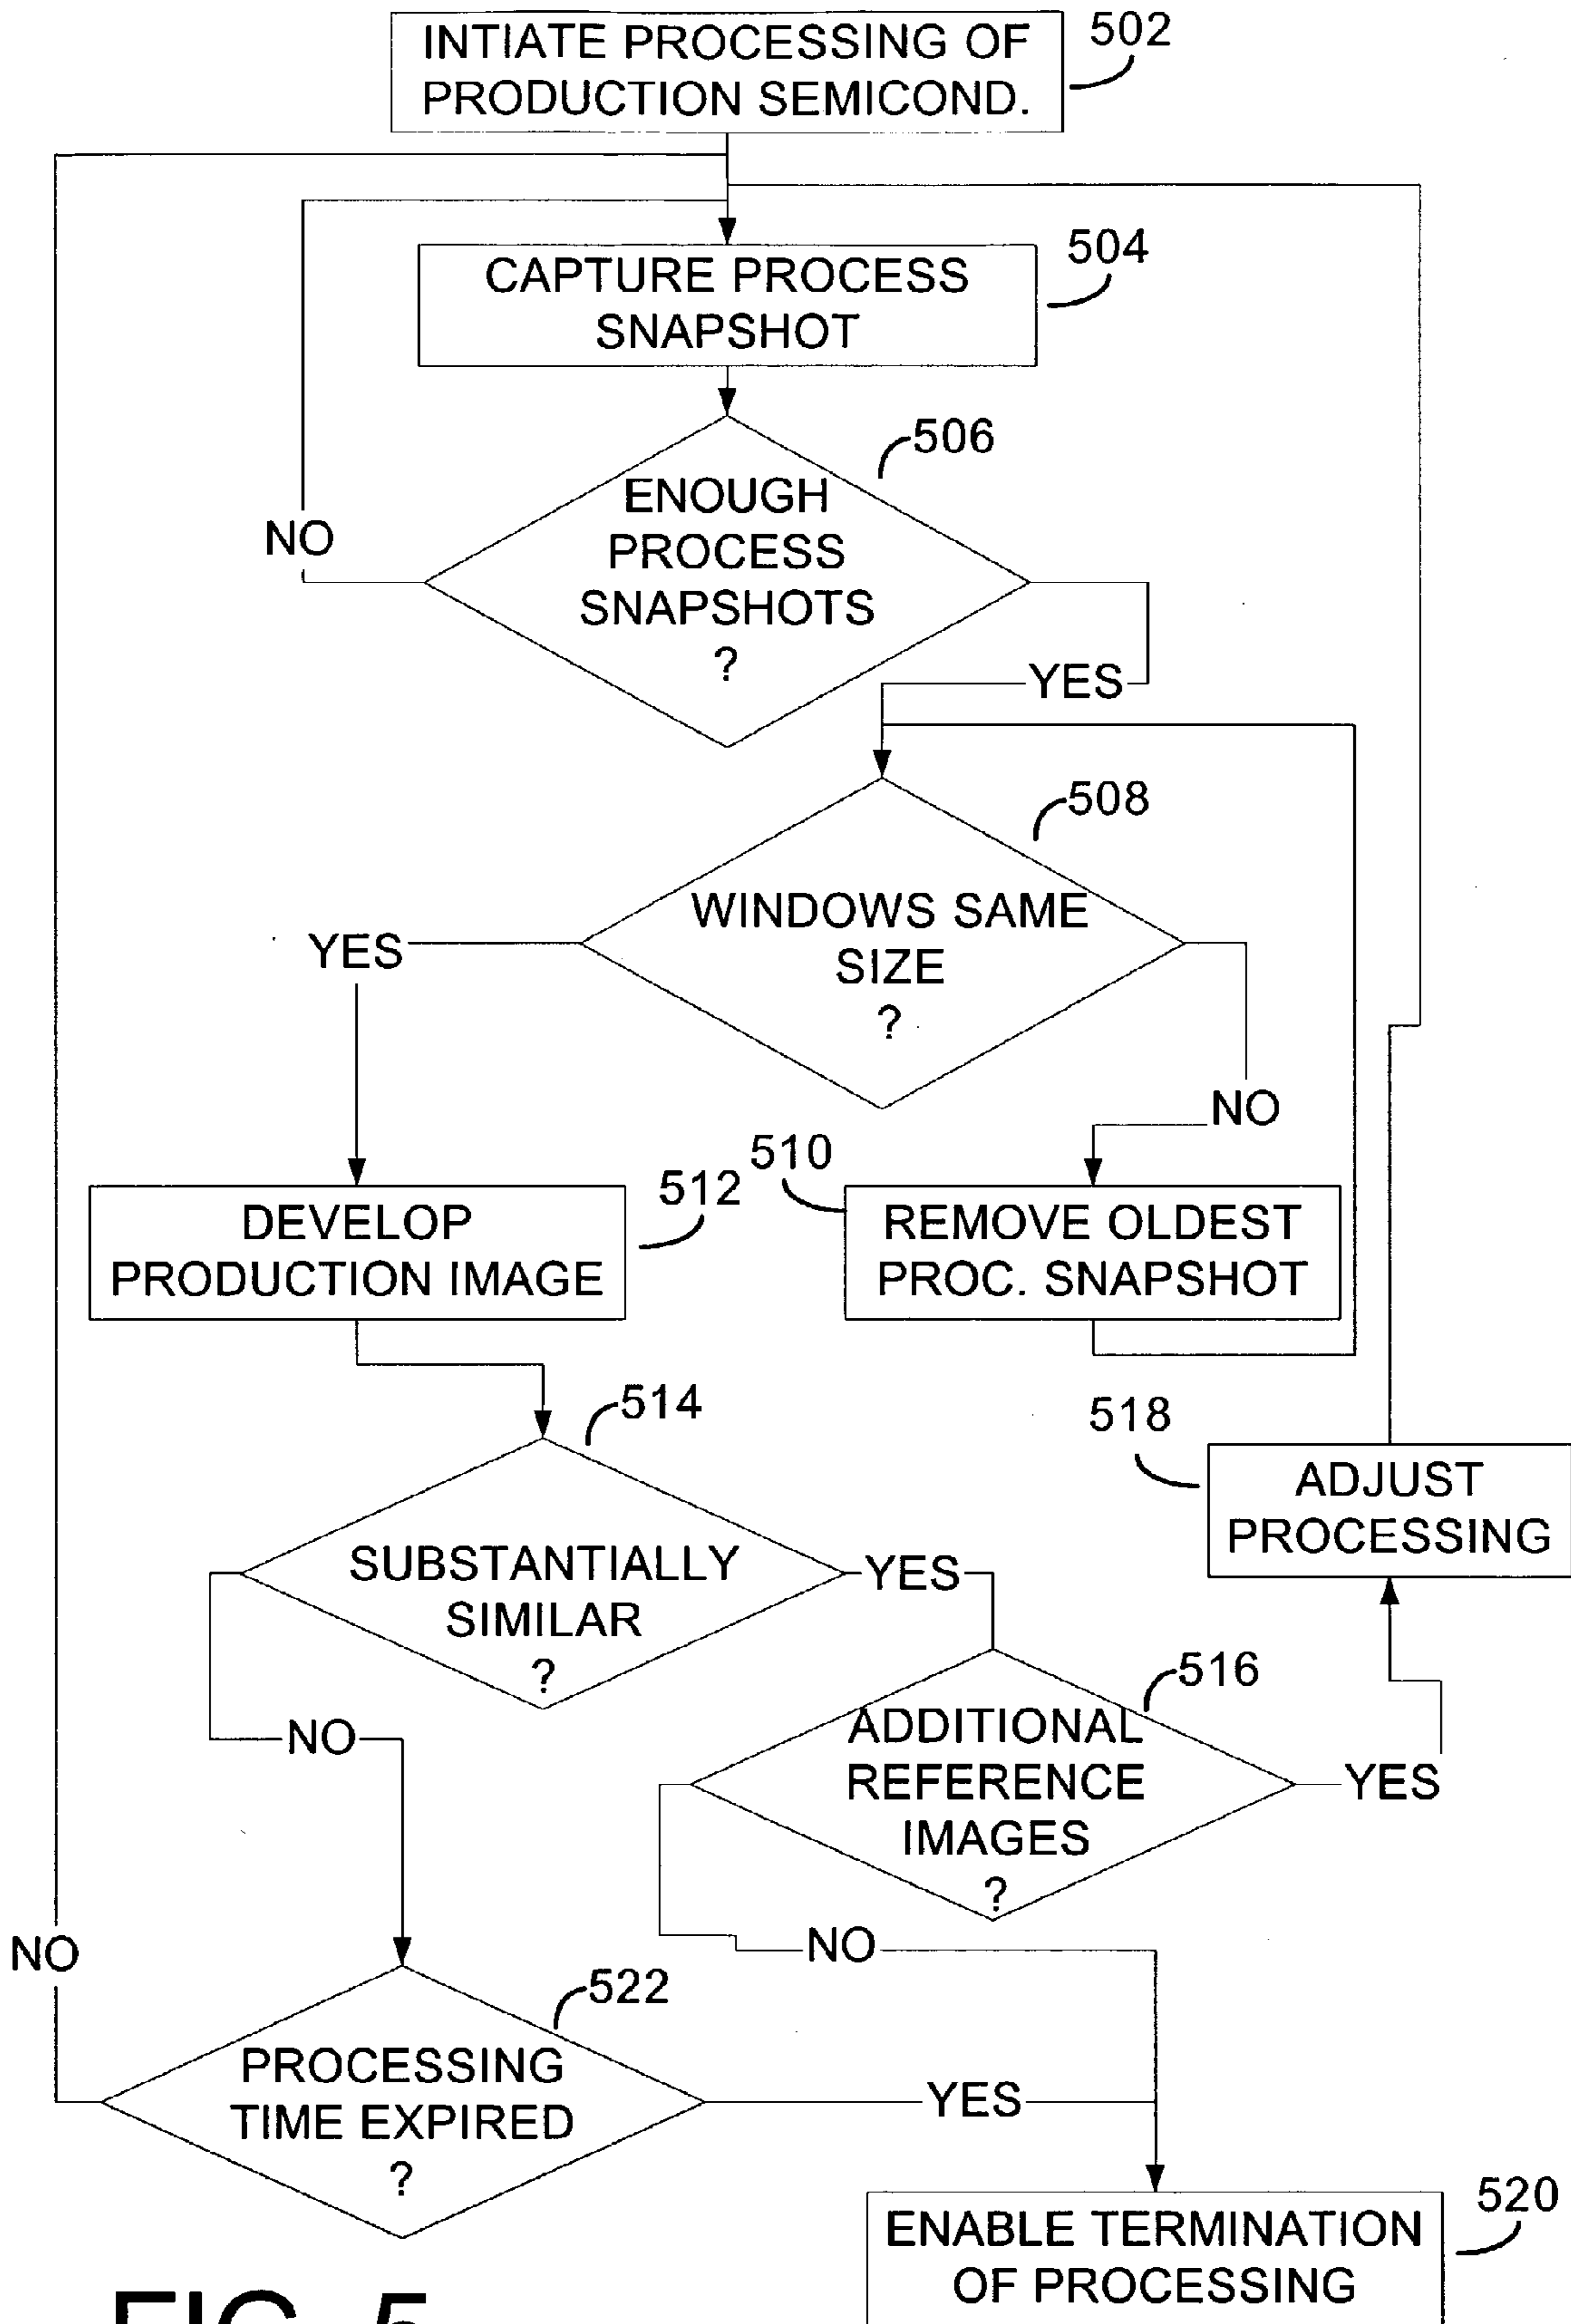 INTIATE PROCESSING OF
PRODUCTION SEMICOND.
502
CAPTURE PROCESS
SNAPSHOT
504
506
ENOUGH
PROCESS
SNAPSHOTS
?
NO
YES
508
WINDOWS SAME
SIZE
?
YES
NO
510
512
DEVELOP
PRODUCTION IMAGE
REMOVE OLDEST
PROC. SNAPSHOT
514
518
ADJUST
PROCESSING
SUBSTANTIALLY
SIMILAR
?
YES
516
NO
ADDITIONAL
REFERENCE
IMAGES
?
YES
NO
NO
522
PROCESSING
TIME EXPIRED
?
YES
520
ENABLE TERMINATION
OF PROCESSING
FIG. 5